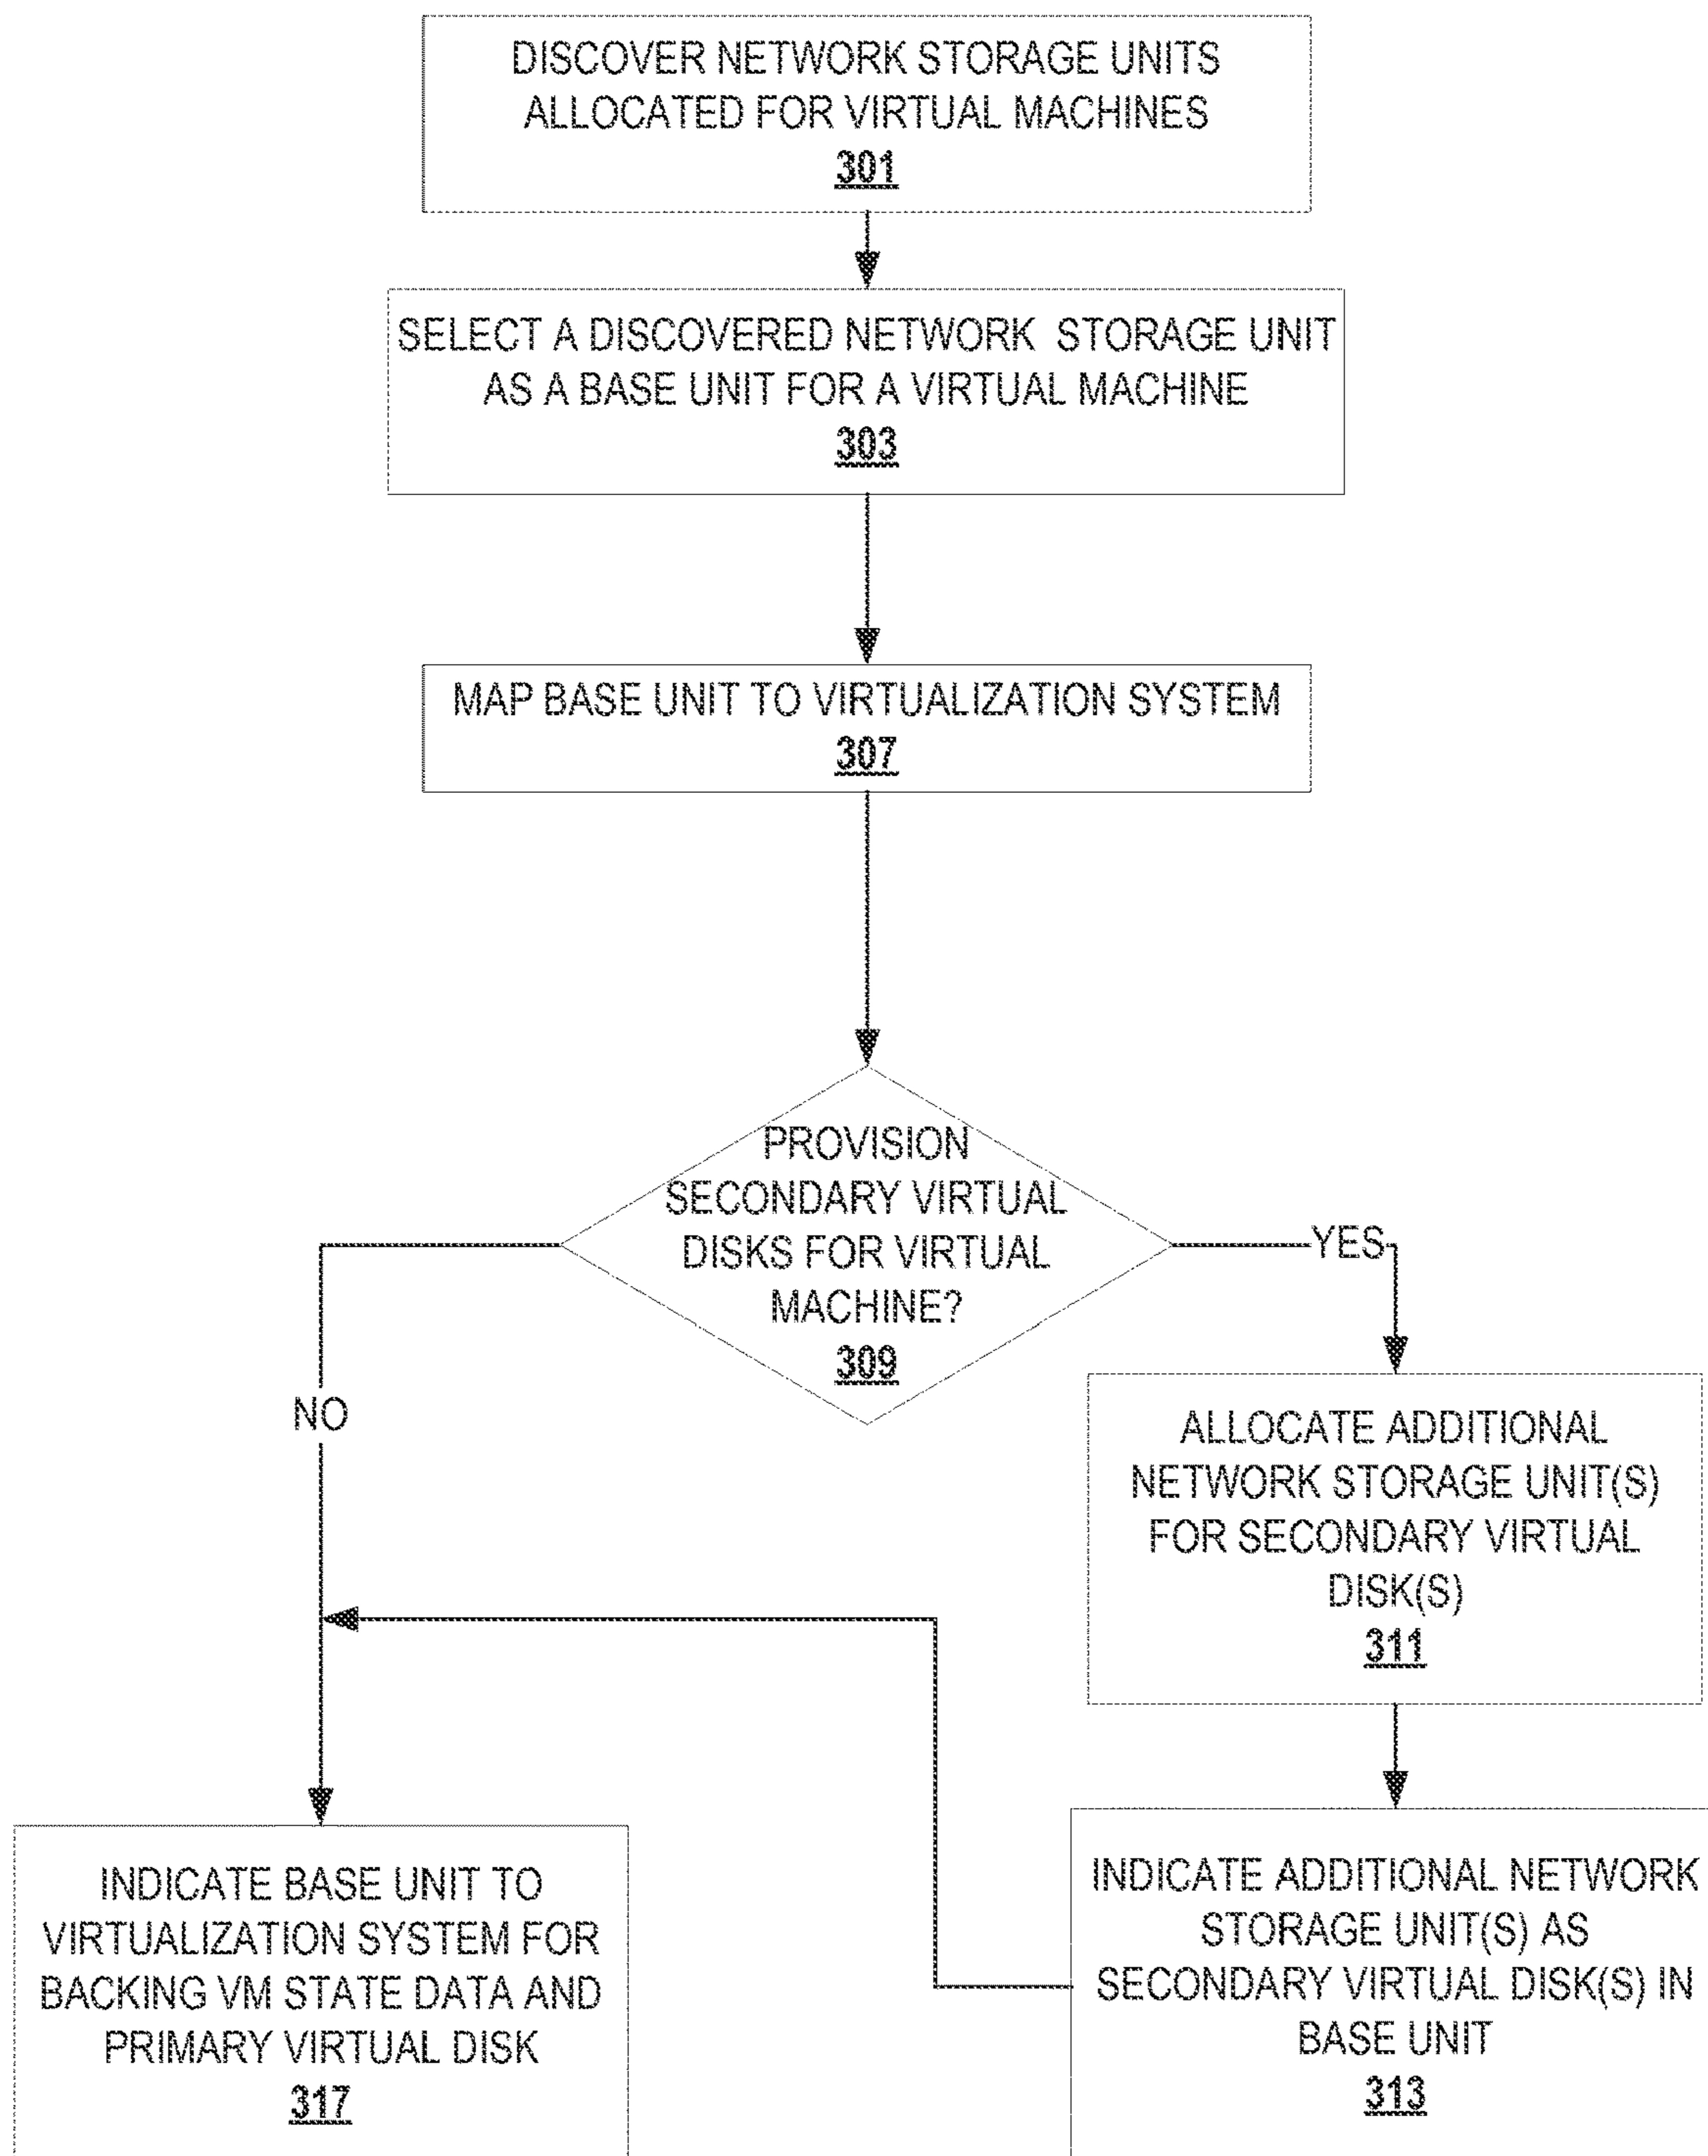 DISCOVER NETWORK STORAGE UNITS
ALLOCATED FOR VIRTUAL MACHINES
301
SELECT A DISCOVERED NETWORK STORAGE UNIT
AS A BASE UNIT FOR A VIRTUAL MACHINE
303
MAP BASE UNIT TO VIRTUALIZATION SYSTEM
307
PROVISION
SECONDARY VIRTUAL
DISKS FOR VIRTUAL
MACHINE?
309
YES
NO
ALLOCATE ADDITIONAL
NETWORK STORAGE UNIT(S)
FOR SECONDARY VIRTUAL
DISK(S)
311
INDICATE ADDITIONAL NETWORK
STORAGE UNIT(S) AS
SECONDARY VIRTUAL DISK(S) IN
BASE UNIT
313
INDICATE BASE UNIT TO
VIRTUALIZATION SYSTEM FOR
BACKING VM STATE DATA AND
PRIMARY VIRTUAL DISK
317